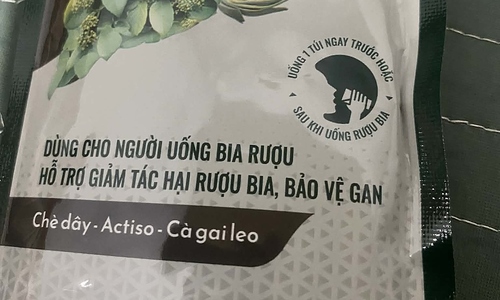 UỐNG 1 TÚI NGAY TRƯỚC HOẶC
SAU KHI UỐNG RƯỢU BIA
DÙNG CHO NGƯỜI UỐNG BIA RƯỢU
HỖ TRỢ GIẢM TÁC HẠI RƯỢU BIA, BẢO VỆ GAN
Chè dây - Actiso - Cà gai leo